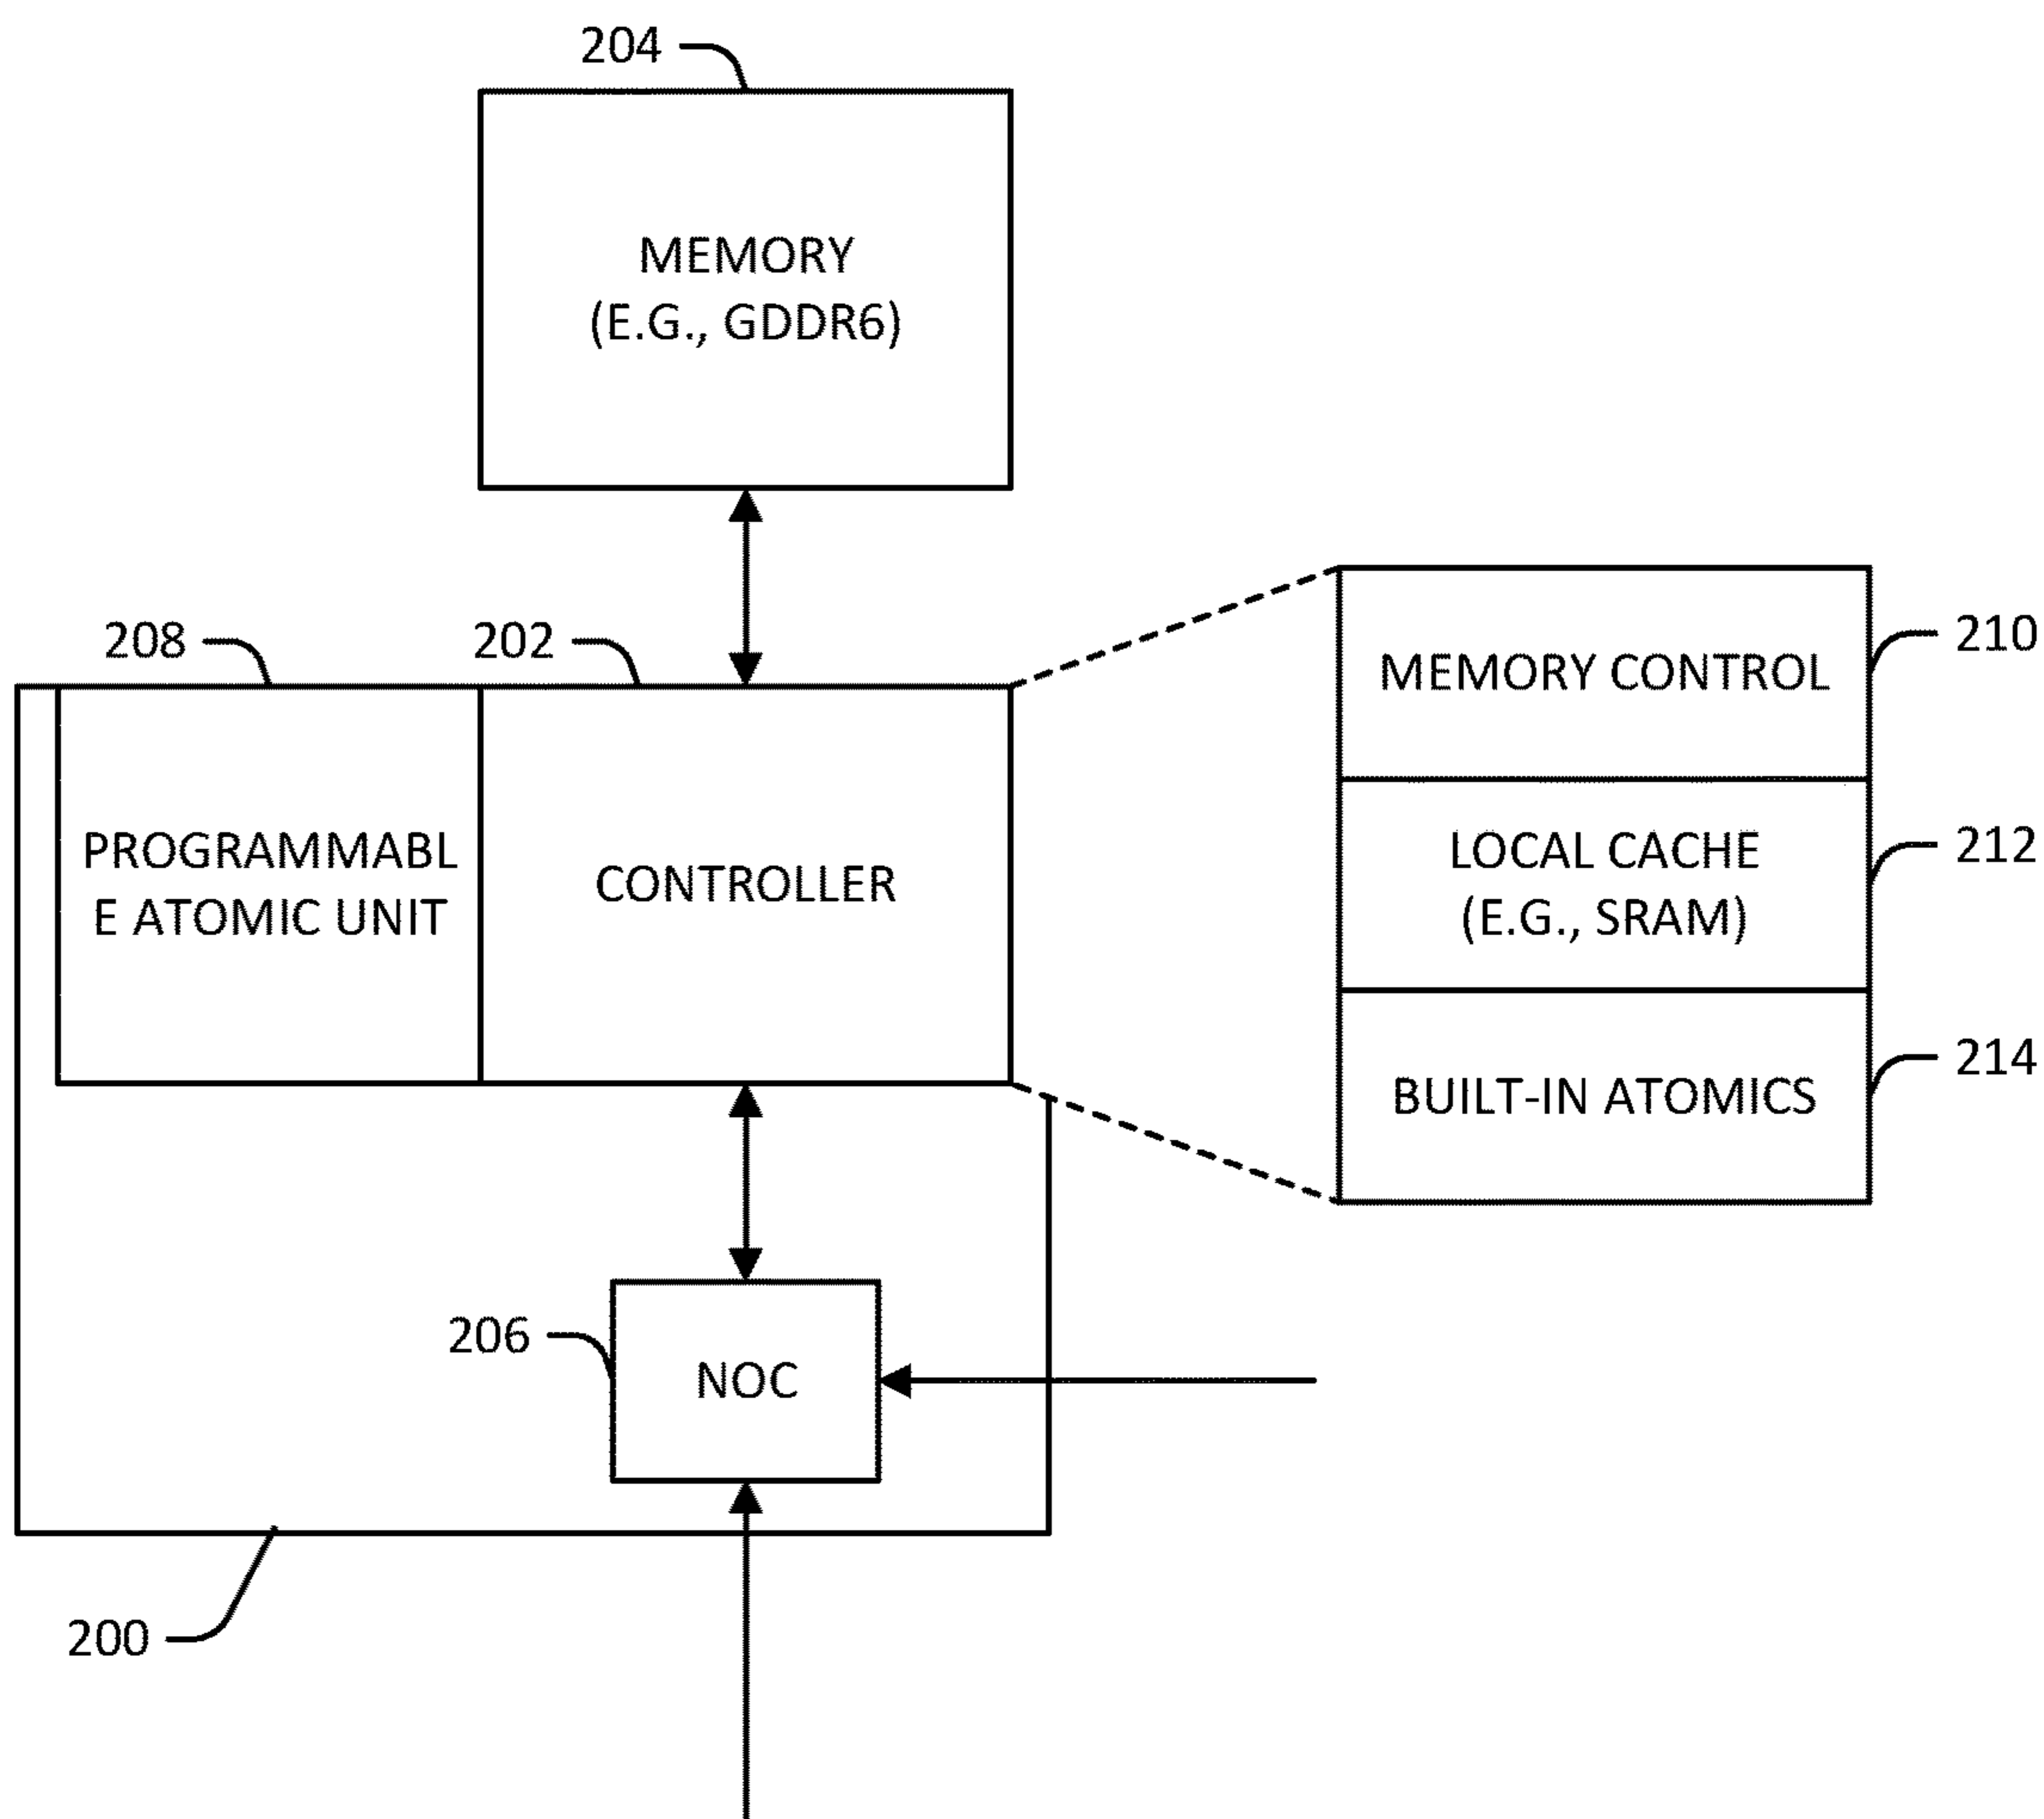 204
MEMORY
(E.G., GDDR6)
208
202
210
MEMORY CONTROL
PROGRAMMABL
E ATOMIC UNIT
CONTROLLER
LOCAL CACHE
(E.G., SRAM)
212
BUILT-IN ATOMICS
214
206
NOC
200